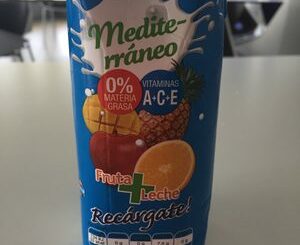 Medite-
rráneo
0%
MATERIA
GRASA
VITAMINAS
A+C+E
Fruta
Leche
Recárgate!